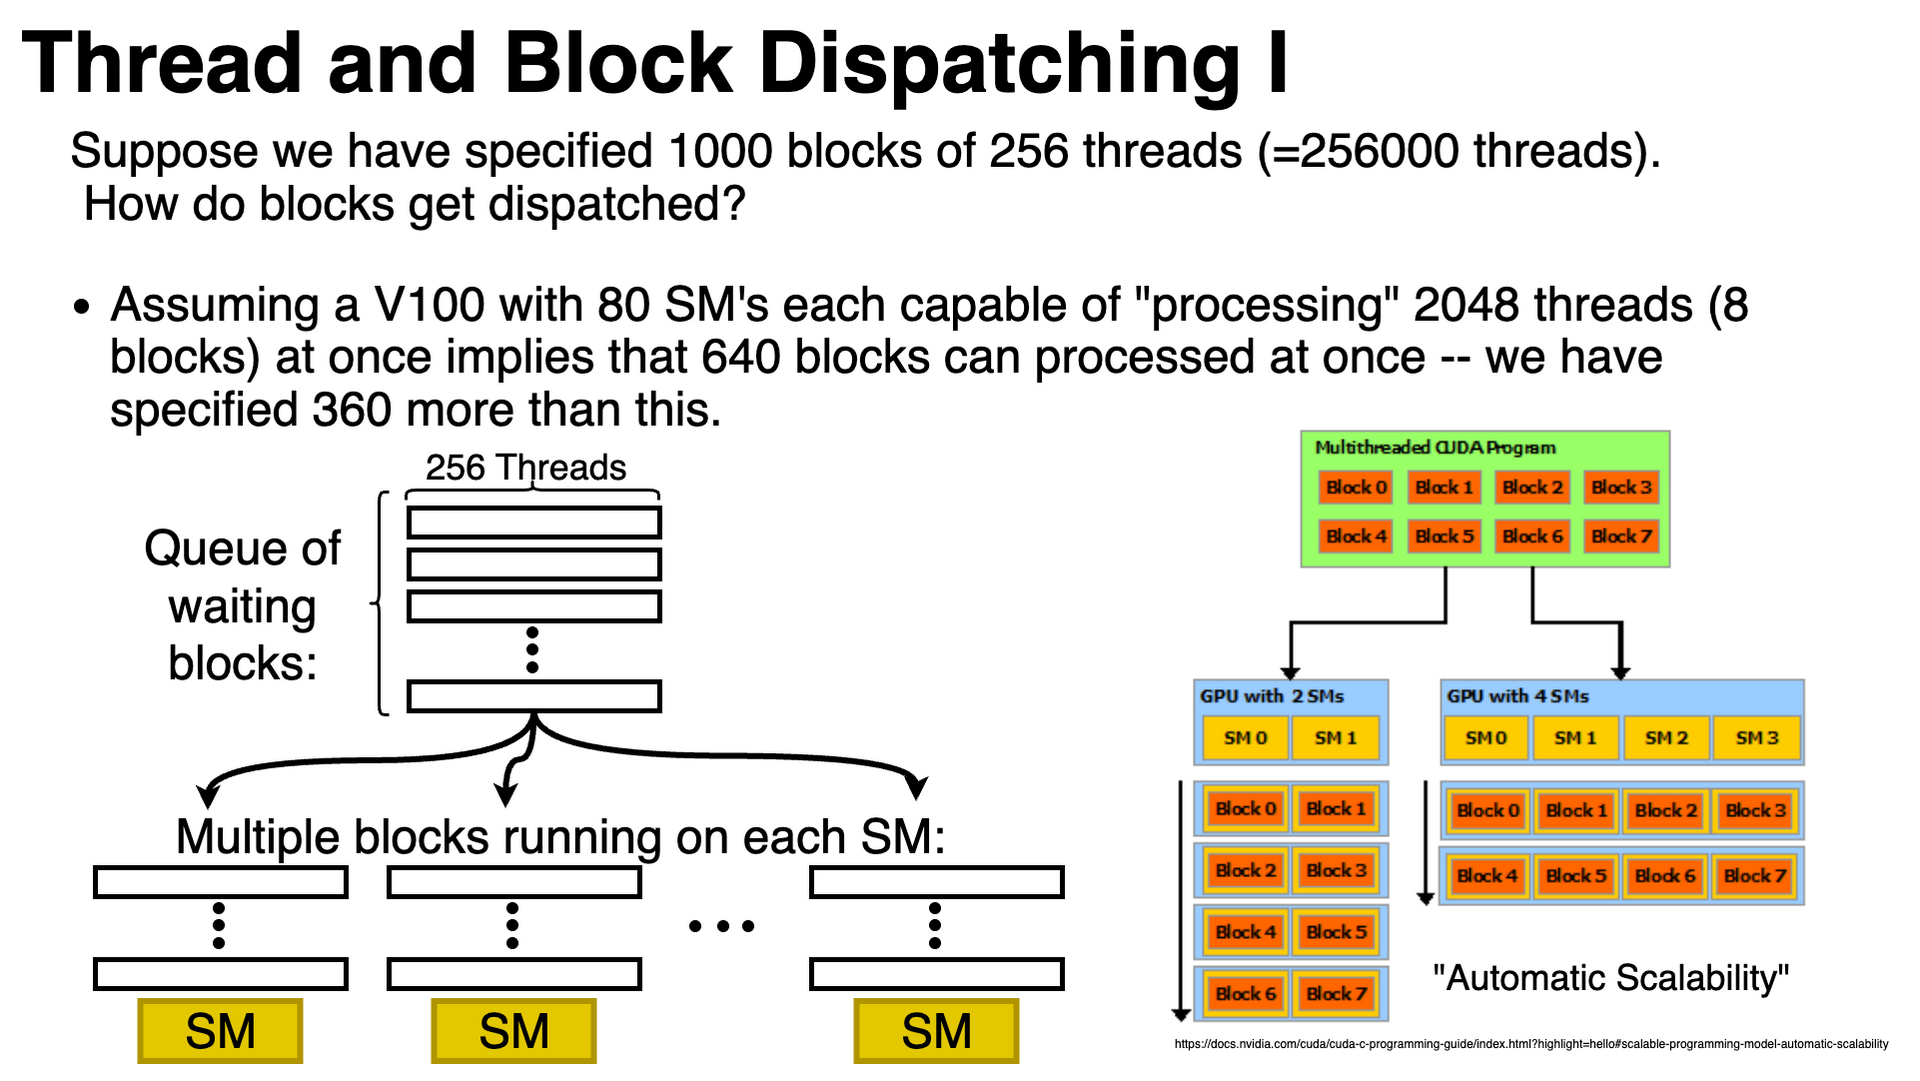 Thread and Block Dispatching I
Suppose we have specified 1000 blocks of 256 threads (=256000 threads).
How do blocks get dispatched?
• Assuming a V100 with 80 SM's each capable of "processing" 2048 threads (8
blocks) at once implies that 640 blocks can processed at once -- we have
specified 360 more than this.
256 Threads
Queue of
waiting
blocks:
Multiple blocks running on each SM:
SM
SM
SM
Multithreaded CUDA Program
Block 0 Block 1 Block 2 Block 3
Block 4 Block 5 Block 6 Block 7
GPU with 2 SMs
SM 0 SM 1
Block 0 Block 1
Block 2 Block 3
Block 4 Block 5
Block 6 Block 7
GPU with 4 SMs
SM 0 SM 1 SM 2 SM 3
Block 0 Block 1 Block 2 Block 3
Block 4 Block 5 Block 6 Block 7
"Automatic Scalability"
https://docs.nvidia.com/cuda/cuda-c-programming-guide/index.html?highlight=hello#scalable-programming-model-automatic-scalability